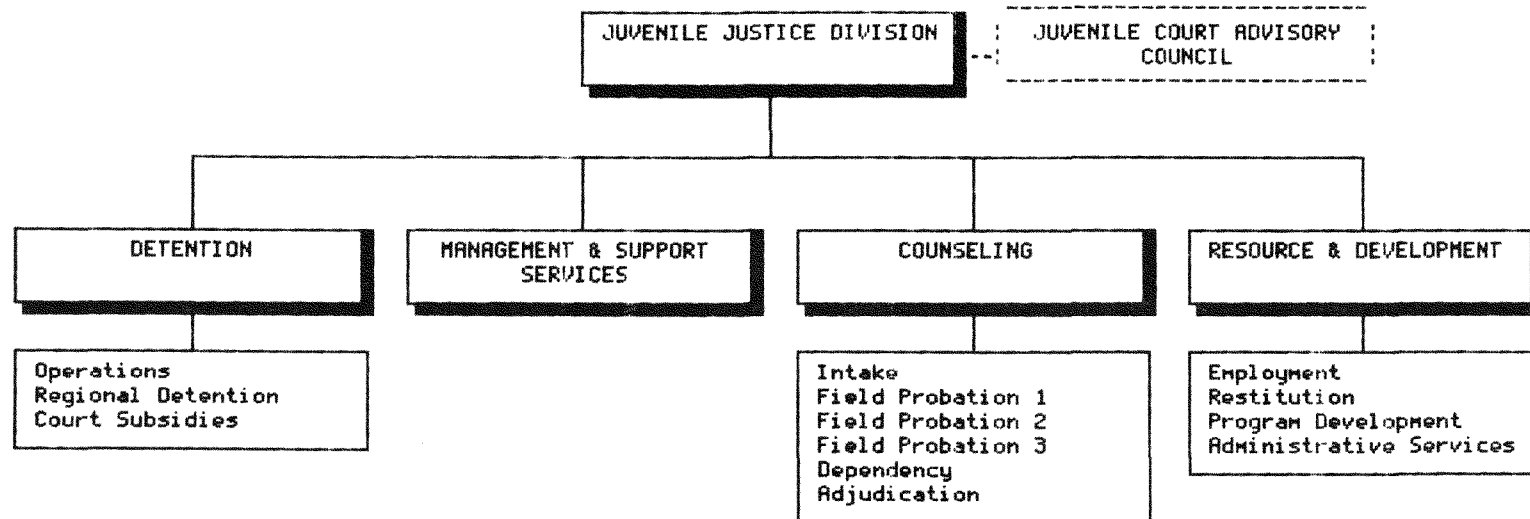 JUVENILE JUSTICE DIVISION
JUVENILE COURT ADVISORY
COUNCIL
DETENTION
MANAGEMENT & SUPPORT
SERVICES
COUNSELING
RESOURCE & DEVELOPMENT
Operations
Regional Detention
Court Subsidies
Intake
Field Probation 1
Field Probation 2
Field Probation 3
Dependency
Adjudication
Employment
Restitution
Program Development
Administrative Services